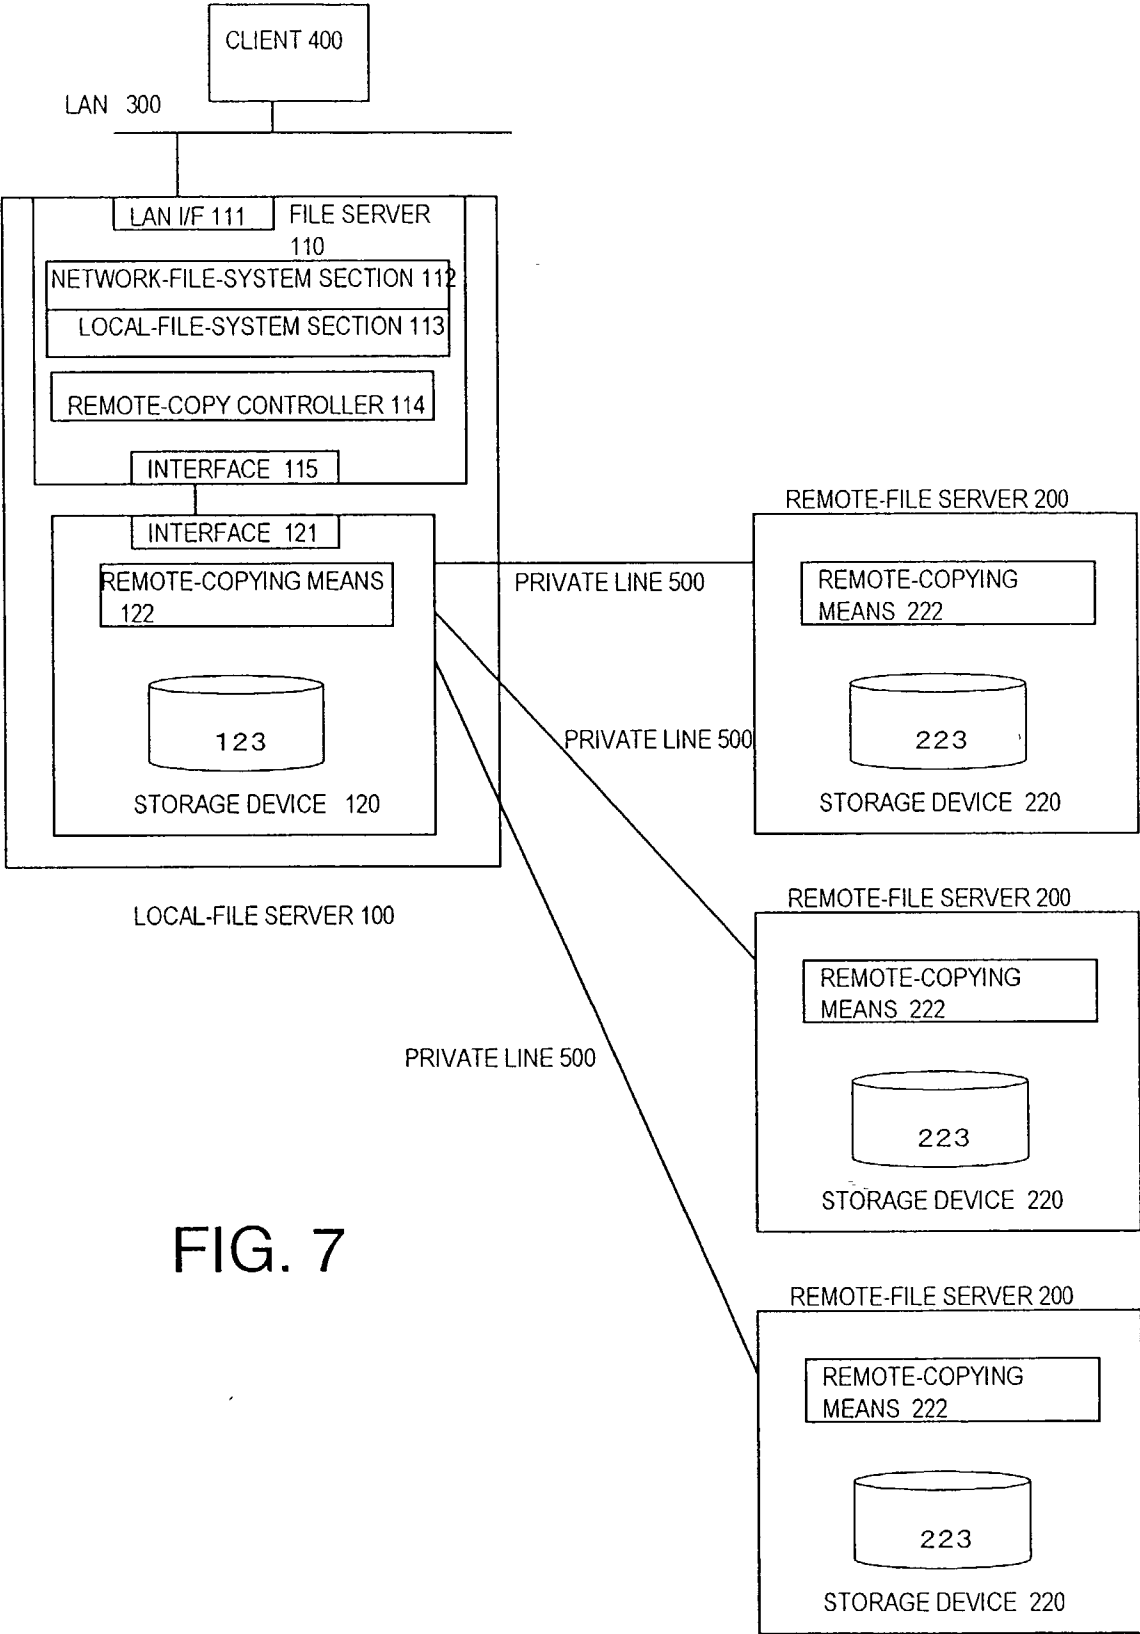 CLIENT 400
LAN 300
LAN I/F 111
FILE SERVER
110
NETWORK-FILE-SYSTEM SECTION 112
LOCAL-FILE-SYSTEM SECTION 113
REMOTE-COPY CONTROLLER 114
INTERFACE 115
INTERFACE 121
REMOTE-COPYING MEANS
122
123
STORAGE DEVICE 120
LOCAL-FILE SERVER 100
PRIVATE LINE 500
PRIVATE LINE 500
PRIVATE LINE 500
REMOTE-FILE SERVER 200
REMOTE-COPYING
MEANS 222
223
STORAGE DEVICE 220
REMOTE-FILE SERVER 200
REMOTE-COPYING
MEANS 222
223
STORAGE DEVICE 220
REMOTE-FILE SERVER 200
REMOTE-COPYING
MEANS 222
223
STORAGE DEVICE 220
FIG. 7